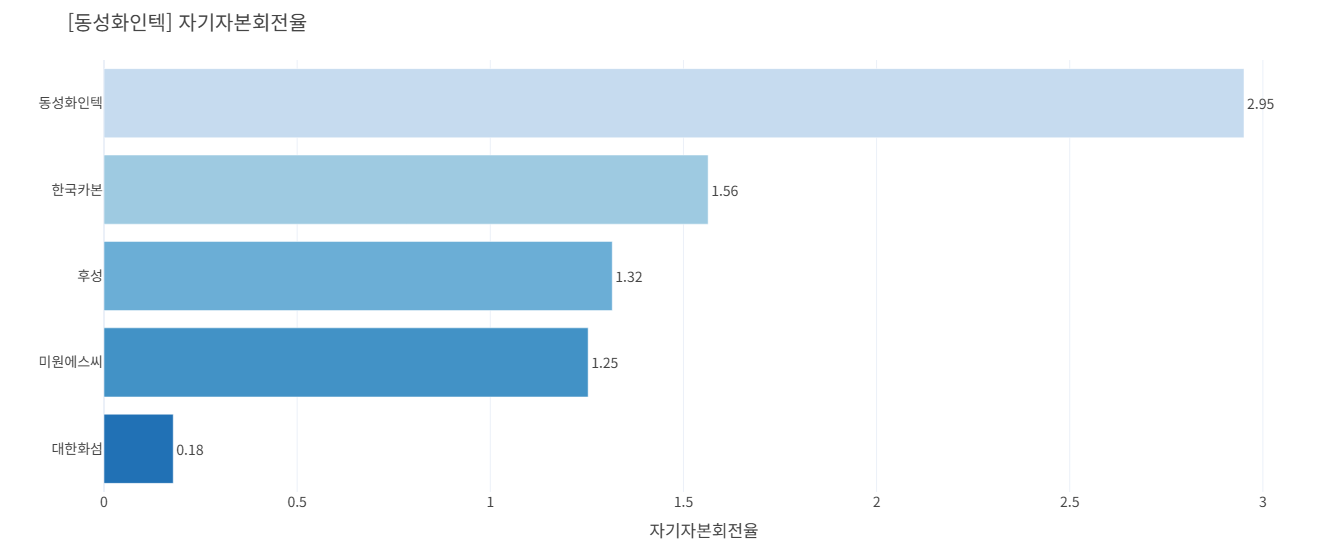 [동성화인텍] 자기자본회전율
동성화인텍 2.95
한국카본 1.56
후성 1.32
미원에스씨 1.25
대한화섬 0.18
0 0.5 1 1.5 2 2.5 3
자기자본회전율